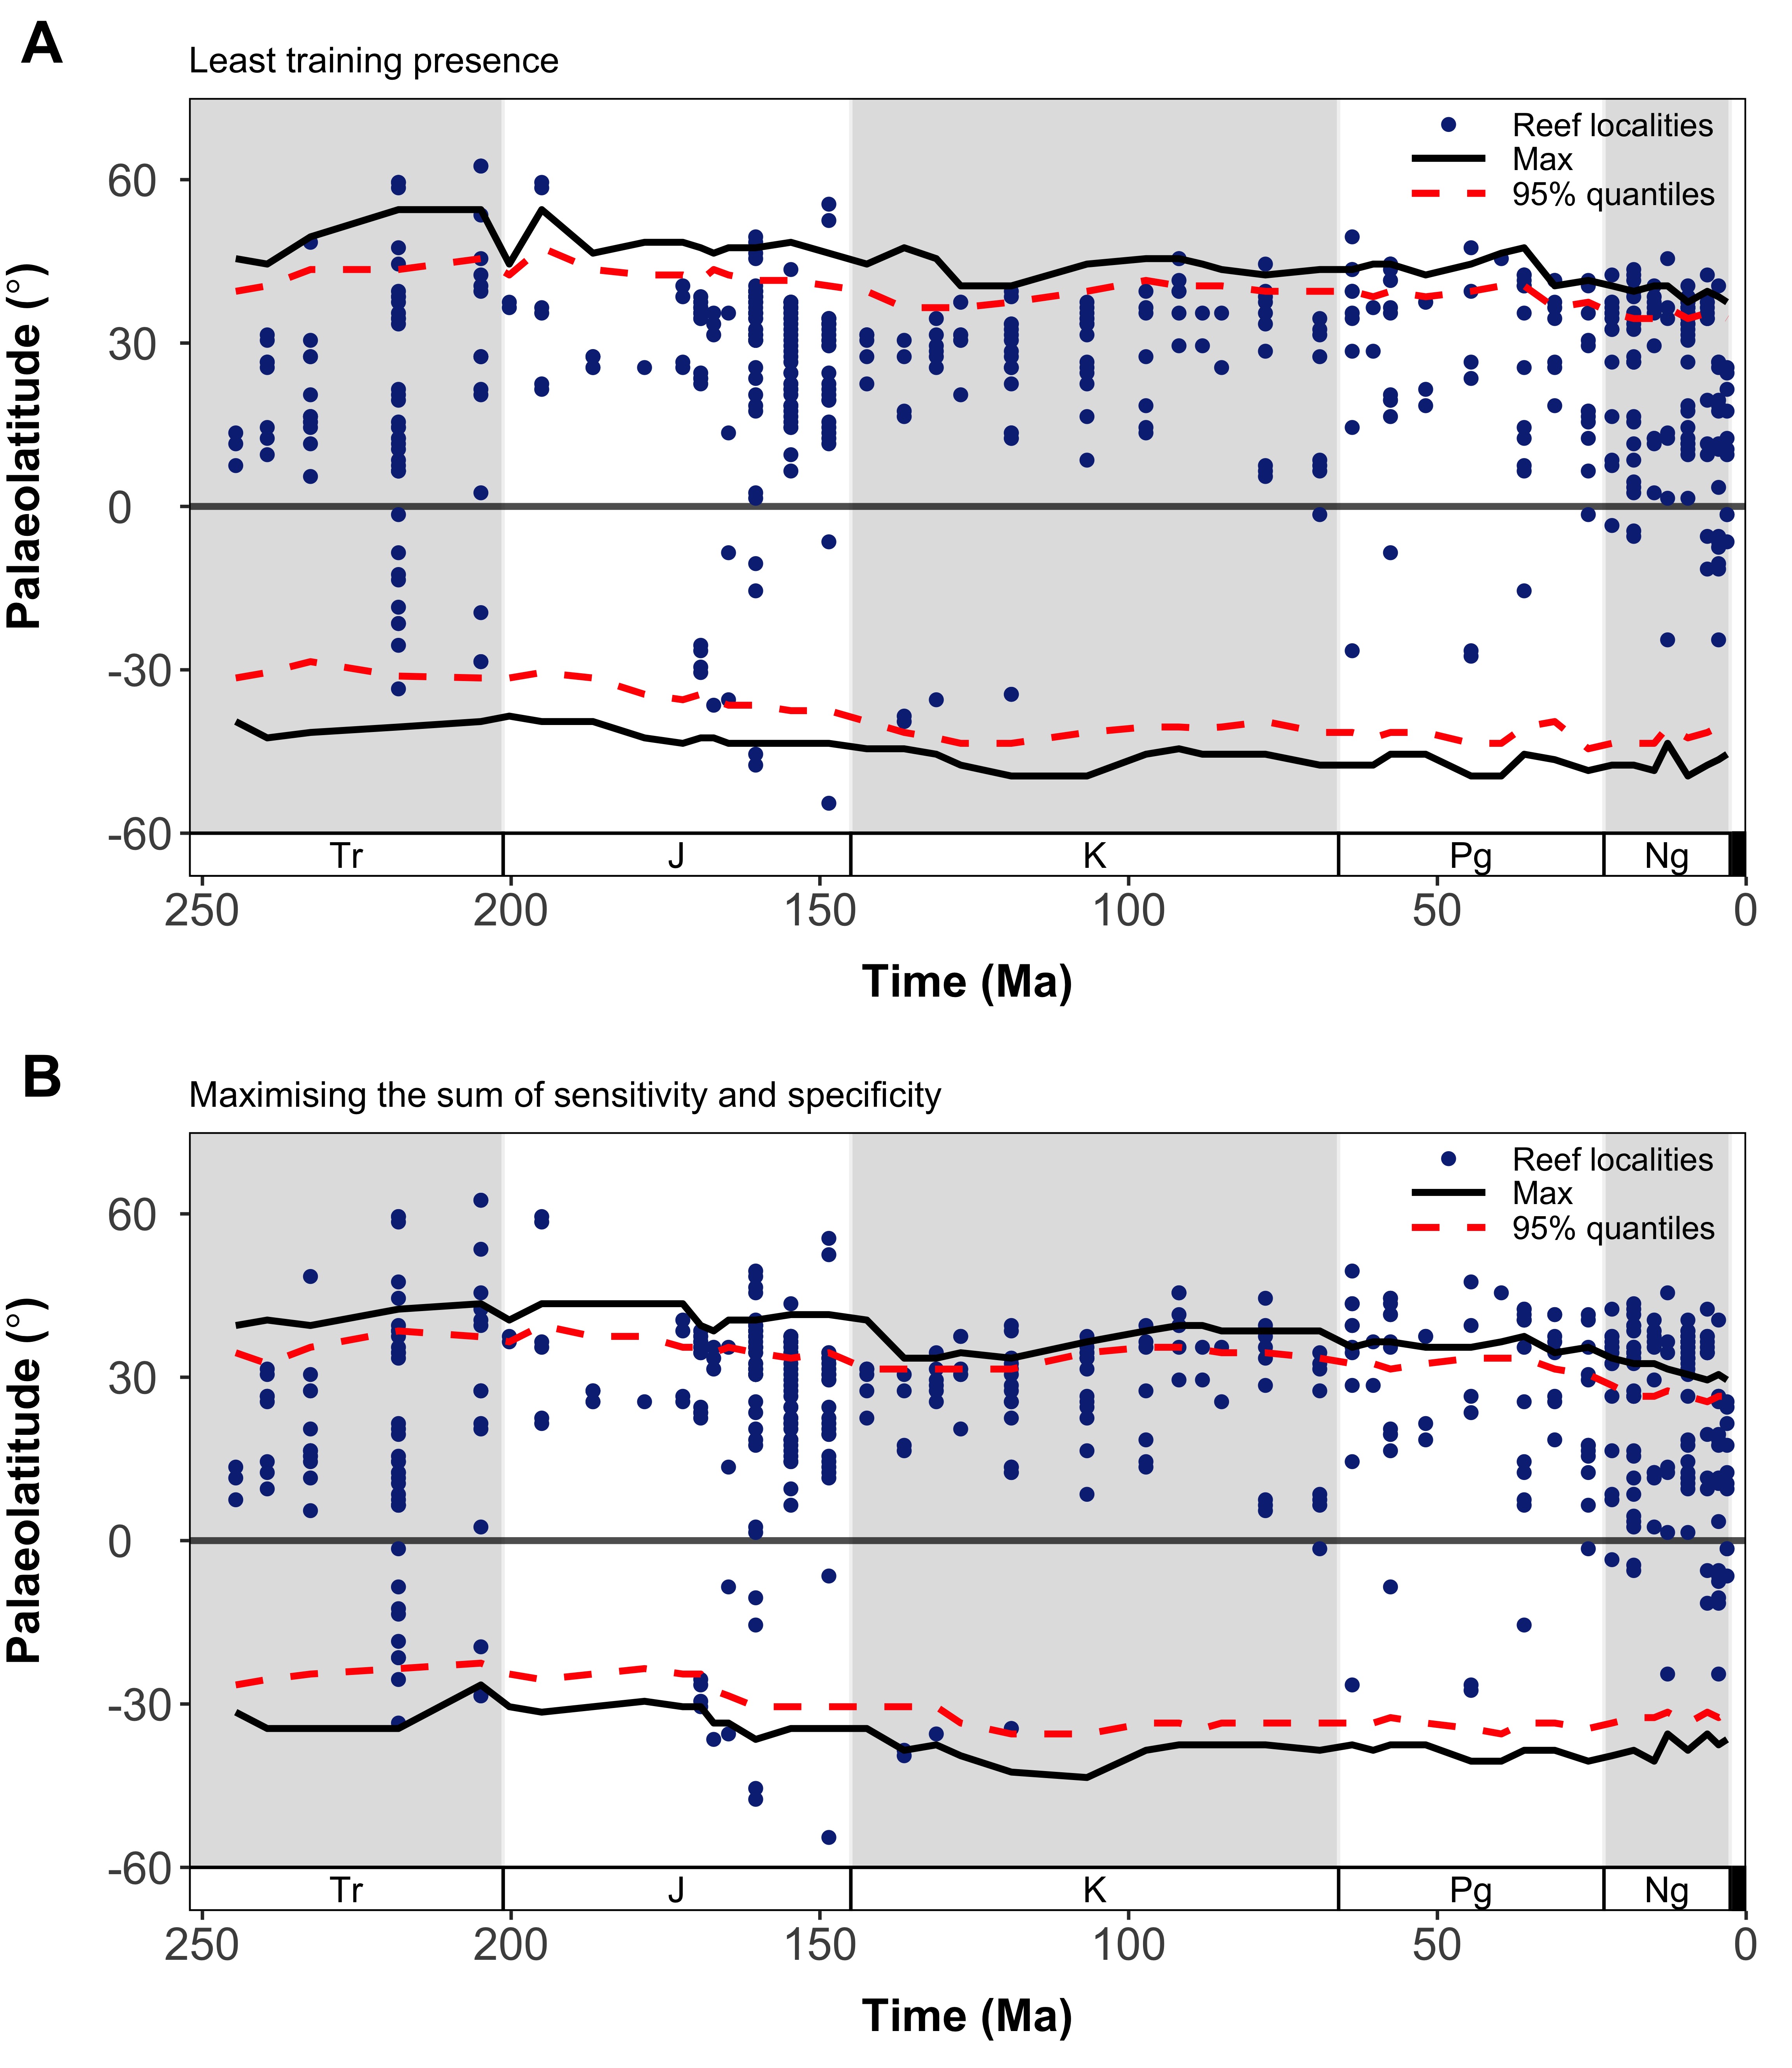 A
Least training presence
Reef localities
Max
95% quantiles
60
30
0
-30
-60
Palaeolatitude (°)
Tr J K Pg Ng
250 200 150 100 50 0
Time (Ma)
B
Maximising the sum of sensitivity and specificity
Reef localities
Max
95% quantiles
60
30
0
-30
-60
Palaeolatitude (°)
Tr J K Pg Ng
250 200 150 100 50 0
Time (Ma)